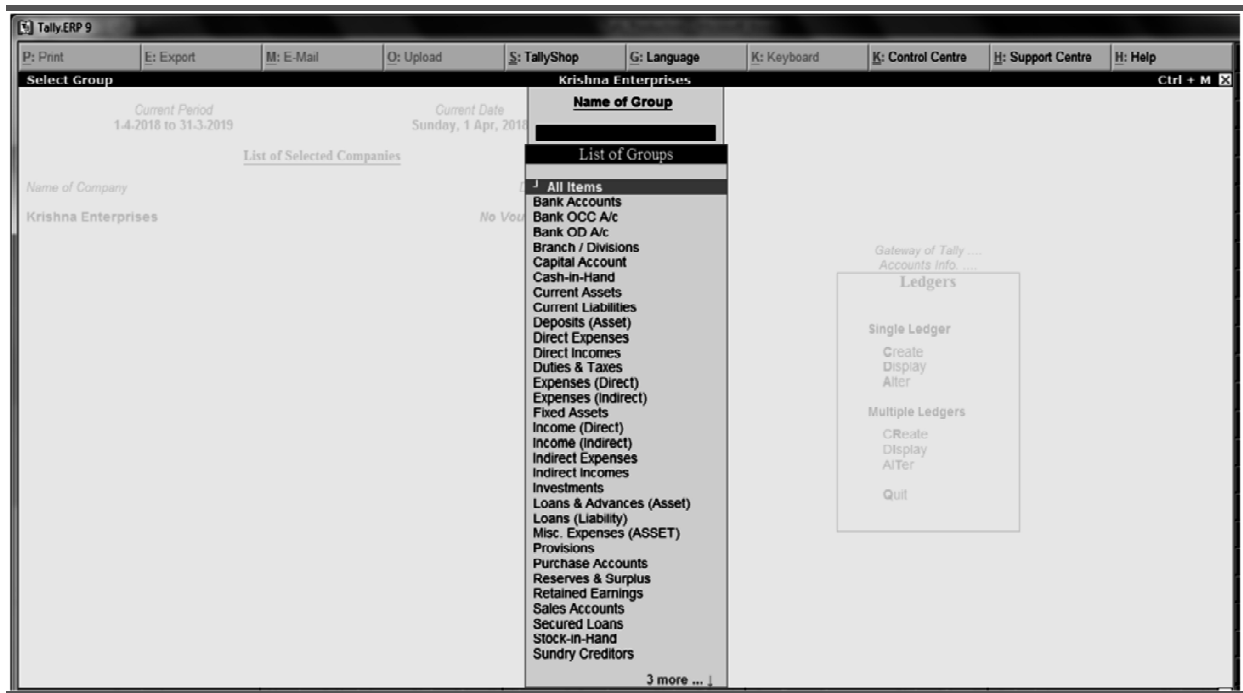 Tally.ERP 9
P: Print E: Export M: E-Mail O: Upload S: TallyShop G: Language K: Keyboard K: Control Centre H: Support Centre H: Help
Select Group Krishna Enterprises Ctrl + M
Current Period Current Date Name of Group
1-4-2018 to 31-3-2019 Sunday, 1 Apr, 2018
List of Selected Companies List of Groups
Name of Company
Krishna Enterprises No Vou
All Items
Bank Accounts
Bank OCC A/c
Bank OD A/c
Branch / Divisions
Capital Account
Cash-in-Hand
Current Assets
Current Liabilities
Deposits (Asset)
Direct Expenses
Direct Incomes
Duties & Taxes
Expenses (Direct)
Expenses (Indirect)
Fixed Assets
Income (Direct)
Income (Indirect)
Indirect Expenses
Indirect Incomes
Investments
Loans & Advances (Asset)
Loans (Liability)
Misc. Expenses (ASSET)
Provisions
Purchase Accounts
Reserves & Surplus
Retained Earnings
Sales Accounts
Secured Loans
Stock-in-Hand
Sundry Creditors
3 more ... ↓
Gateway of Tally ....
Accounts Info. ....
Ledgers
Single Ledger
Create
Display
Alter
Multiple Ledgers
CReate
DIsplay
AlTer
Quit